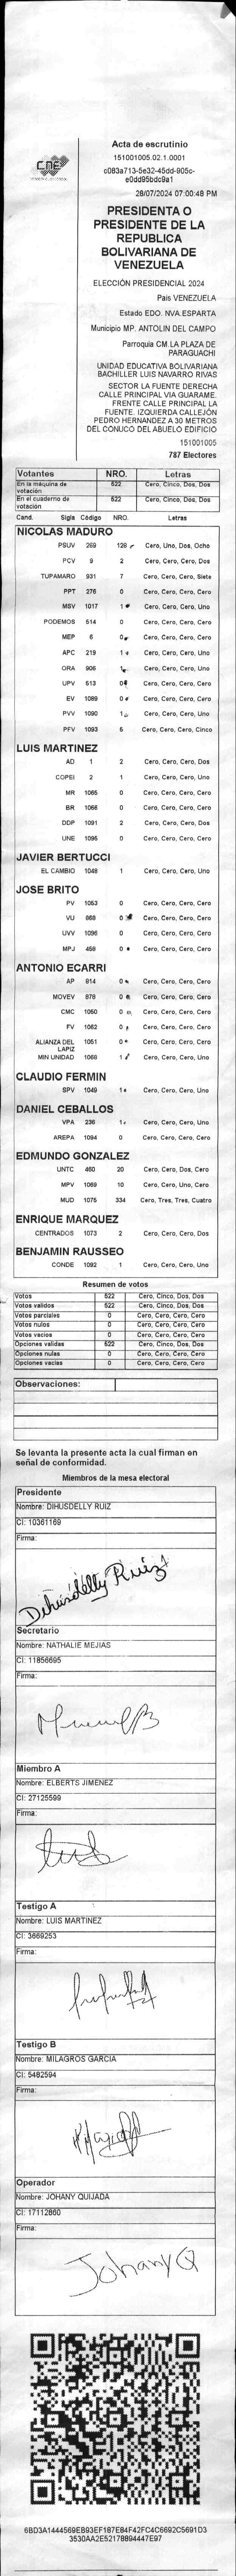 CNE
Acta de escrutinio
151001005.02.1.0001
c083a713-5e32-45dd-905c-
e0dd95bdc9a1
28/07/2024 07:00:48 PM
PRESIDENTA O
PRESIDENTE DE LA
REPUBLICA
BOLIVARIANA DE
VENEZUELA
ELECCIÓN PRESIDENCIAL 2024
País VENEZUELA
Estado EDO. NVA.ESPARTA
Municipio MP. ANTOLIN DEL CAMPO
Parroquia CM.LA PLAZA DE
PARAGUACHI
UNIDAD EDUCATIVA BOLIVARIANA
BACHILLER LUIS NAVARRO RIVAS
SECTOR LA FUENTE DERECHA
CALLE PRINCIPAL VIA GUARAME.
FRENTE CALLE PRINCIPAL LA
FUENTE. IZQUIERDA CALLEJÓN
PEDRO HERNANDEZ A 30 METROS
DEL CONUCO DEL ABUELO EDIFICIO
151001005
787 Electores
Votantes NRO. Letras
En la maquina de votación 522 Cero, Cinco, Dos, Dos
En el cuaderno de votación 522 Cero, Cinco, Dos, Dos
Cand. Sigla Código NRO. Letras
NICOLAS MADURO
PSUV 269 128 Cero, Uno, Dos, Ocho
PCV 9 2 Cero, Cero, Cero, Dos
TUPAMARO 931 7 Cero, Cero, Cero, Siete
PPT 276 0 Cero, Cero, Cero, Cero
MSV 1017 1 Cero, Cero, Cero, Uno
PODEMOS 514 0 Cero, Cero, Cero, Cero
MEP 6 0 Cero, Cero, Cero, Cero
APC 219 1 Cero, Cero, Cero, Uno
ORA 906 1 Cero, Cero, Cero, Uno
UPV 513 0 Cero, Cero, Cero, Cero
EV 1089 0 Cero, Cero, Cero, Cero
PVV 1090 1 Cero, Cero, Cero, Uno
PFV 1093 5 Cero, Cero, Cero, Cinco
LUIS MARTINEZ
AD 1 2 Cero, Cero, Cero, Dos
COPEI 2 1 Cero, Cero, Cero, Uno
MR 1065 0 Cero, Cero, Cero, Cero
BR 1066 0 Cero, Cero, Cero, Cero
DDP 1091 2 Cero, Cero, Cero, Dos
UNE 1095 0 Cero, Cero, Cero, Cero
JAVIER BERTUCCI
EL CAMBIO 1048 1 Cero, Cero, Cero, Uno
JOSE BRITO
PV 1053 0 Cero, Cero, Cero, Cero
VU 868 0 Cero, Cero, Cero, Cero
UVV 1096 0 Cero, Cero, Cero, Cero
MPJ 458 0 Cero, Cero, Cero, Cero
ANTONIO ECARRI
AP 814 0 Cero, Cero, Cero, Cero
MOVEV 878 0 Cero, Cero, Cero, Cero
CMC 1050 0 Cero, Cero, Cero, Cero
FV 1062 0 Cero, Cero, Cero, Cero
ALIANZA DEL LAPIZ 1051 0 Cero, Cero, Cero, Cero
MIN UNIDAD 1068 1 Cero, Cero, Cero, Uno
CLAUDIO FERMIN
SPV 1049 1 Cero, Cero, Cero, Uno
DANIEL CEBALLOS
VPA 236 1 Cero, Cero, Cero, Uno
AREPA 1094 0 Cero, Cero, Cero, Cero
EDMUNDO GONZALEZ
UNTC 460 20 Cero, Cero, Dos, Cero
MPV 1069 10 Cero, Cero, Uno, Cero
MUD 1075 334 Cero, Tres, Tres, Cuatro
ENRIQUE MARQUEZ
CENTRADOS 1073 2 Cero, Cero, Cero, Dos
BENJAMIN RAUSSEO
CONDE 1092 1 Cero, Cero, Cero, Uno
Resumen de votos
Votos 522 Cero, Cinco, Dos, Dos
Votos validos 522 Cero, Cinco, Dos, Dos
Votos parciales 0 Cero, Cero, Cero, Cero
Votos nulos 0 Cero, Cero, Cero, Cero
Votos vacios 0 Cero, Cero, Cero, Cero
Opciones validas 522 Cero, Cinco, Dos, Dos
Opciones nulas 0 Cero, Cero, Cero, Cero
Opciones vacias 0 Cero, Cero, Cero, Cero
Observaciones:
Se levanta la presente acta la cual firman en
señal de conformidad.
Miembros de la mesa electoral
Presidente
Nombre: DIHUSDELLY RUIZ
CI: 10361169
Firma:
Dihusdelly Ruiz
Secretario
Nombre: NATHALIE MEJIAS
CI: 11856695
Firma:
Miembro A
Nombre: ELBERTS JIMENEZ
CI: 27125599
Firma:
Testigo A
Nombre: LUIS MARTINEZ
CI: 3669253
Firma:
Testigo B
Nombre: MILAGROS GARCIA
CI: 5482594
Firma:
Operador
Nombre: JOHANY QUIJADA
CI: 17112860
Firma:
Johany Q
6BD3A1444569EB93EF187E84F42FC4C6692C5691D3
3530AA2E52178894447E97